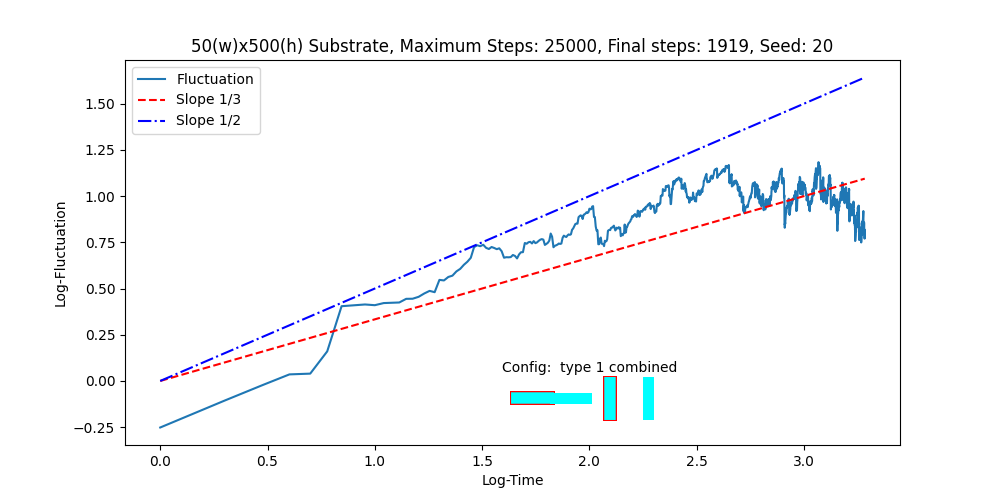 50(w)x500(h) Substrate, Maximum Steps: 25000, Final steps: 1919, Seed: 20
Fluctuation
Slope 1/3
Slope 1/2
1.50
1.25
1.00
0.75
0.50
0.25
0.00
−0.25
Log-Fluctuation
Config:  type 1 combined
0.0 0.5 1.0 1.5 2.0 2.5 3.0
Log-Time